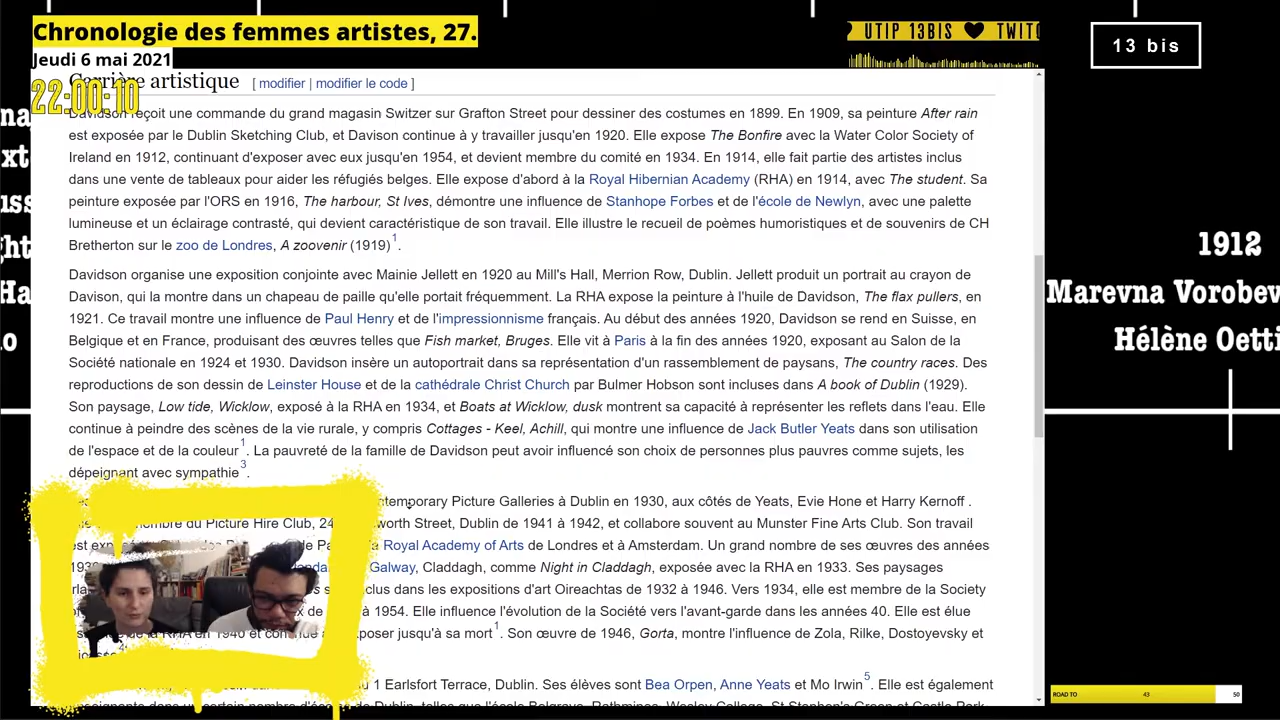 Chronologie des femmes artistes, 27.
Jeudi 6 mai 2021
22:00:10
UTIP 13BIS ♥ TWIT
13 bis
Carrière artistique [ modifier | modifier le code ]
Davidson reçoit une commande du grand magasin Switzer sur Grafton Street pour dessiner des costumes en 1899. En 1909, sa peinture After rain
est exposée par le Dublin Sketching Club, et Davison continue à y travailler jusqu'en 1920. Elle expose The Bonfire avec la Water Color Society of
Ireland en 1912, continuant d'exposer avec eux jusqu'en 1954, et devient membre du comité en 1934. En 1914, elle fait partie des artistes inclus
dans une vente de tableaux pour aider les réfugiés belges. Elle expose d'abord à la Royal Hibernian Academy (RHA) en 1914, avec The student. Sa
peinture exposée par l'ORS en 1916, The harbour, St Ives, démontre une influence de Stanhope Forbes et de l'école de Newlyn, avec une palette
lumineuse et un éclairage contrasté, qui devient caractéristique de son travail. Elle illustre le recueil de poèmes humoristiques et de souvenirs de CH
Bretherton sur le zoo de Londres, A zoovenir (1919)1.
Davidson organise une exposition conjointe avec Mainie Jellett en 1920 au Mill's Hall, Merrion Row, Dublin. Jellett produit un portrait au crayon de
Davison, qui la montre dans un chapeau de paille qu'elle portait fréquemment. La RHA expose la peinture à l'huile de Davidson, The flax pullers, en
1921. Ce travail montre une influence de Paul Henry et de l'impressionnisme français. Au début des années 1920, Davidson se rend en Suisse, en
Belgique et en France, produisant des œuvres telles que Fish market, Bruges. Elle vit à Paris à la fin des années 1920, exposant au Salon de la
Société nationale en 1924 et 1930. Davidson insère un autoportrait dans sa représentation d'un rassemblement de paysans, The country races. Des
reproductions de son dessin de Leinster House et de la cathédrale Christ Church par Bulmer Hobson sont incluses dans A book of Dublin (1929).
Son paysage, Low tide, Wicklow, exposé à la RHA en 1934, et Boats at Wicklow, dusk montrent sa capacité à représenter les reflets dans l'eau. Elle
continue à peindre des scènes de la vie rurale, y compris Cottages - Keel, Achill, qui montre une influence de Jack Butler Yeats dans son utilisation
de l'espace et de la couleur1. La pauvreté de la famille de Davidson peut avoir influencé son choix de personnes plus pauvres comme sujets, les
dépeignant avec sympathie3.
temporary Picture Galleries à Dublin en 1930, aux côtés de Yeats, Evie Hone et Harry Kernoff .
membre du Picture Hire Club, 24 worth Street, Dublin de 1941 à 1942, et collabore souvent au Munster Fine Arts Club. Son travail
est Royal Academy of Arts de Londres et à Amsterdam. Un grand nombre de ses œuvres des années
Galway, Claddagh, comme Night in Claddagh, exposée avec la RHA en 1933. Ses paysages
dans les expositions d'art Oireachtas de 1932 à 1946. Vers 1934, elle est membre de la Society
à 1954. Elle influence l'évolution de la Société vers l'avant-garde dans les années 40. Elle est élue
RHA en 1940 et jusqu'à sa mort1. Son œuvre de 1946, Gorta, montre l'influence de Zola, Rilke, Dostoyevsky et
1 Earlsfort Terrace, Dublin. Ses élèves sont Bea Orpen, Anne Yeats et Mo Irwin5. Elle est également
1912
Marevna Vorobev
Hélène Oetti
ROAD TO 43 50